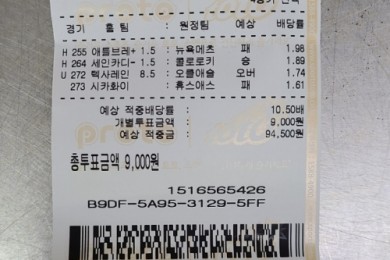 경기 홈 팀 : 원정팀 예상 배당률
H 255 애틀브레+ 1.5 : 뉴욕메츠 패 1.98
H 264 세인카디- 1.5 : 콜로로키 승 1.89
U 272 텍사레인 8.5 : 오클애슬 오버 1.74
273 시카화이 : 휴스애스 패 1.61
예상 적중배당률 : 10.50배
개별투표금액 : 9,000원
예상 적중금 : 94,500원
총투표금액 9,000원
1516565426
B9DF-5A95-3129-5FF